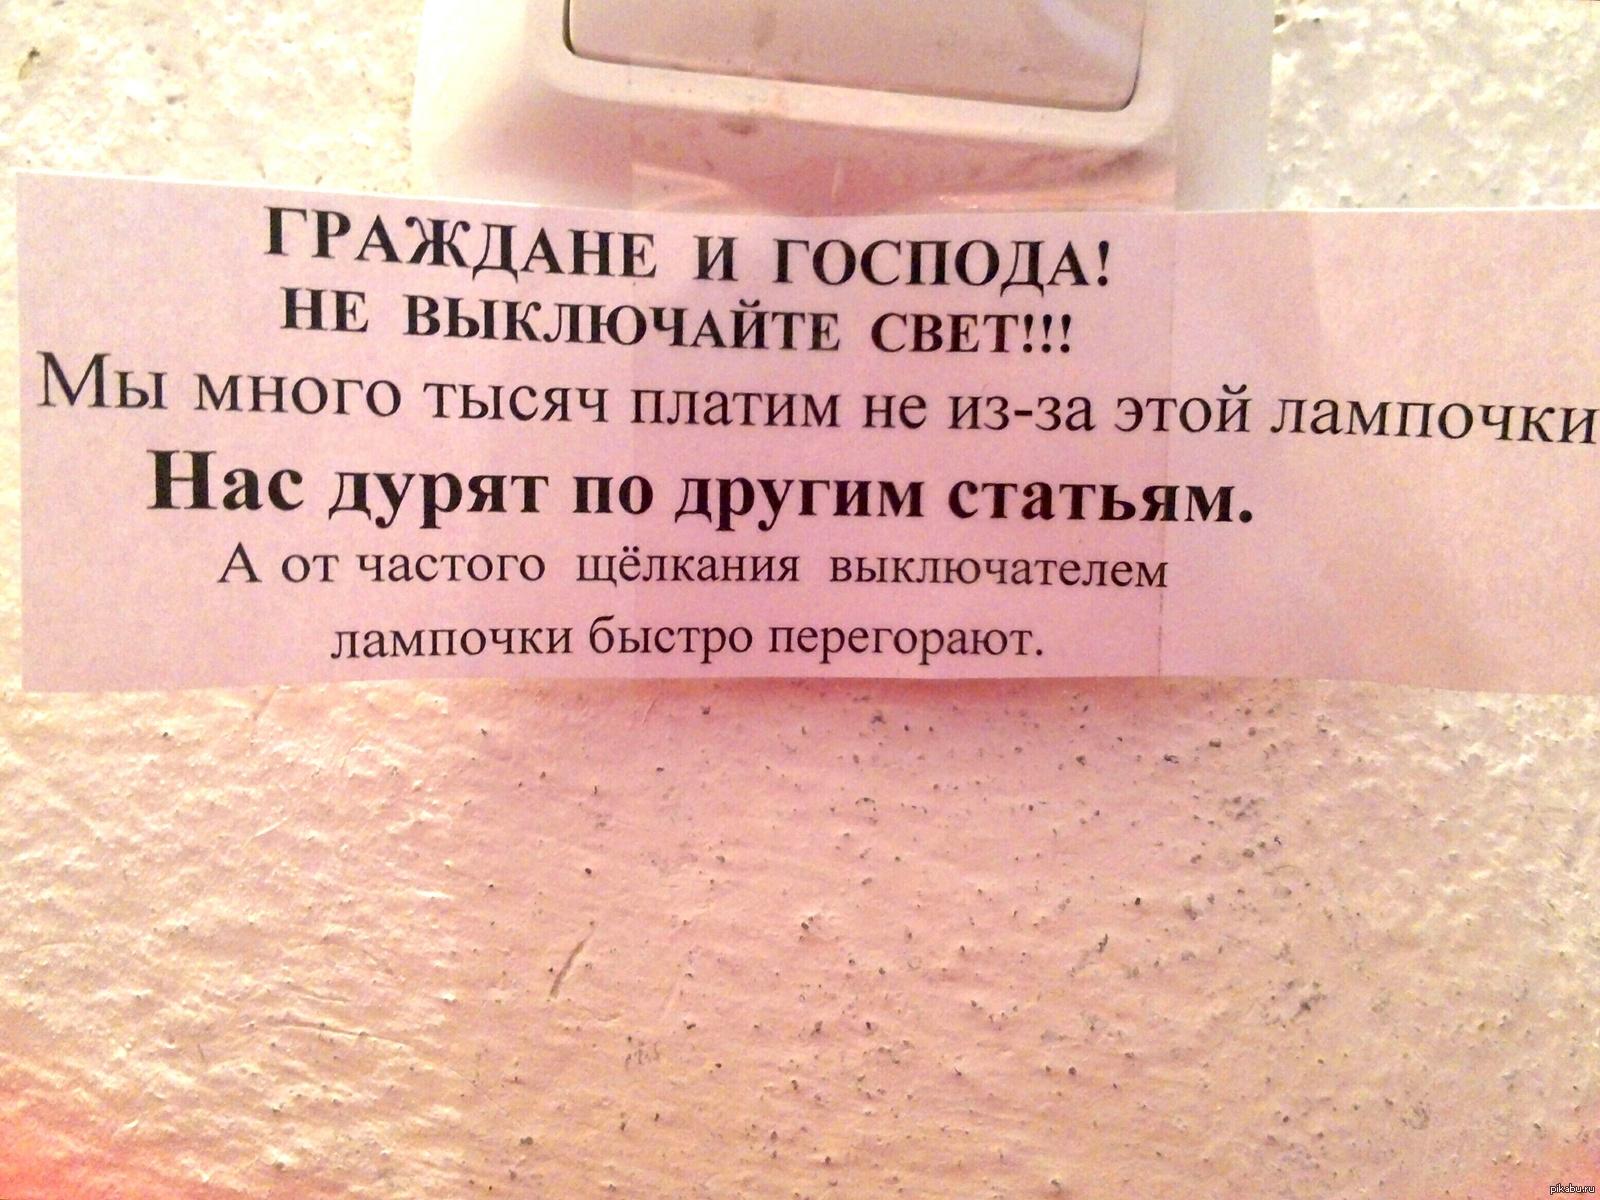 ГРАЖДАНЕ И ГОСПОДА!
НЕ ВЫКЛЮЧАЙТЕ СВЕТ!!!
Мы много тысяч платим не из-за этой лампочки
Нас дурят по другим статьям.
А от частого щёлкания выключателем
лампочки быстро перегорают.
pikabu.ru